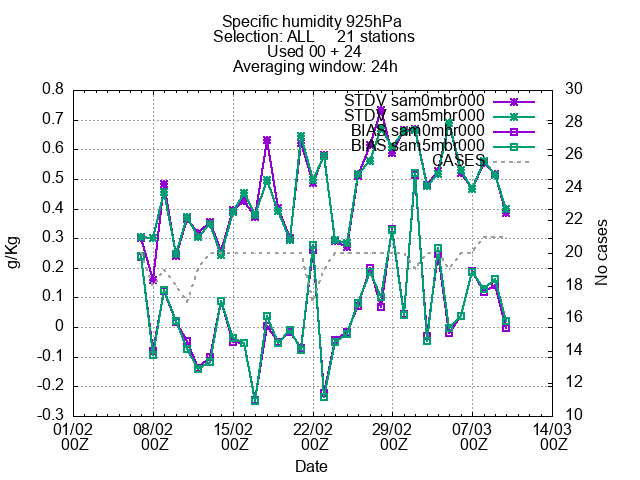 Specific humidity 925hPa
Selection: ALL 21 stations
Used 00 + 24
Averaging window: 24h
STDV sam0mbr000
STDV sam5mbr000
BIAS sam0mbr000
BIAS sam5mbr000
CASES
g/Kg
0.8
0.7
0.6
0.5
0.4
0.3
0.2
0.1
0
-0.1
-0.2
-0.3
No cases
30
28
26
24
22
20
18
16
14
12
10
01/02 08/02 15/02 22/02 29/02 07/03 14/03
00Z 00Z 00Z 00Z 00Z 00Z 00Z
Date